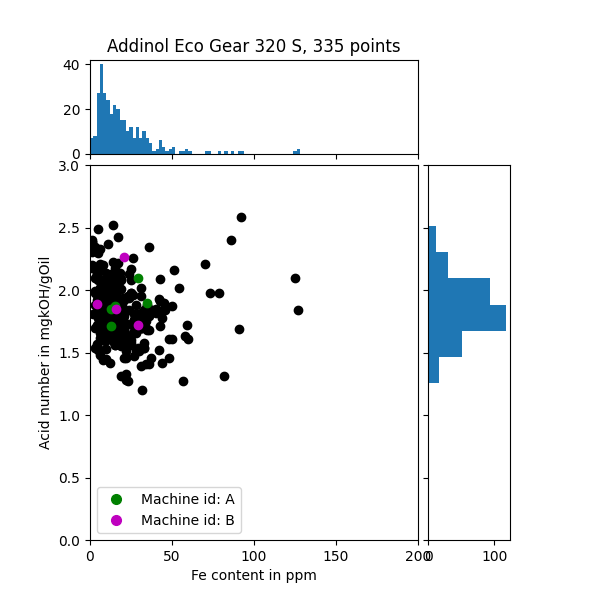 Addinol Eco Gear 320 S, 335 points
40
20
0
3.0
2.5
2.0
1.5
1.0
0.5
0.0
Acid number in mgkOH/gOil
Machine id: A
Machine id: B
0 50 100 150 200 0 100
Fe content in ppm